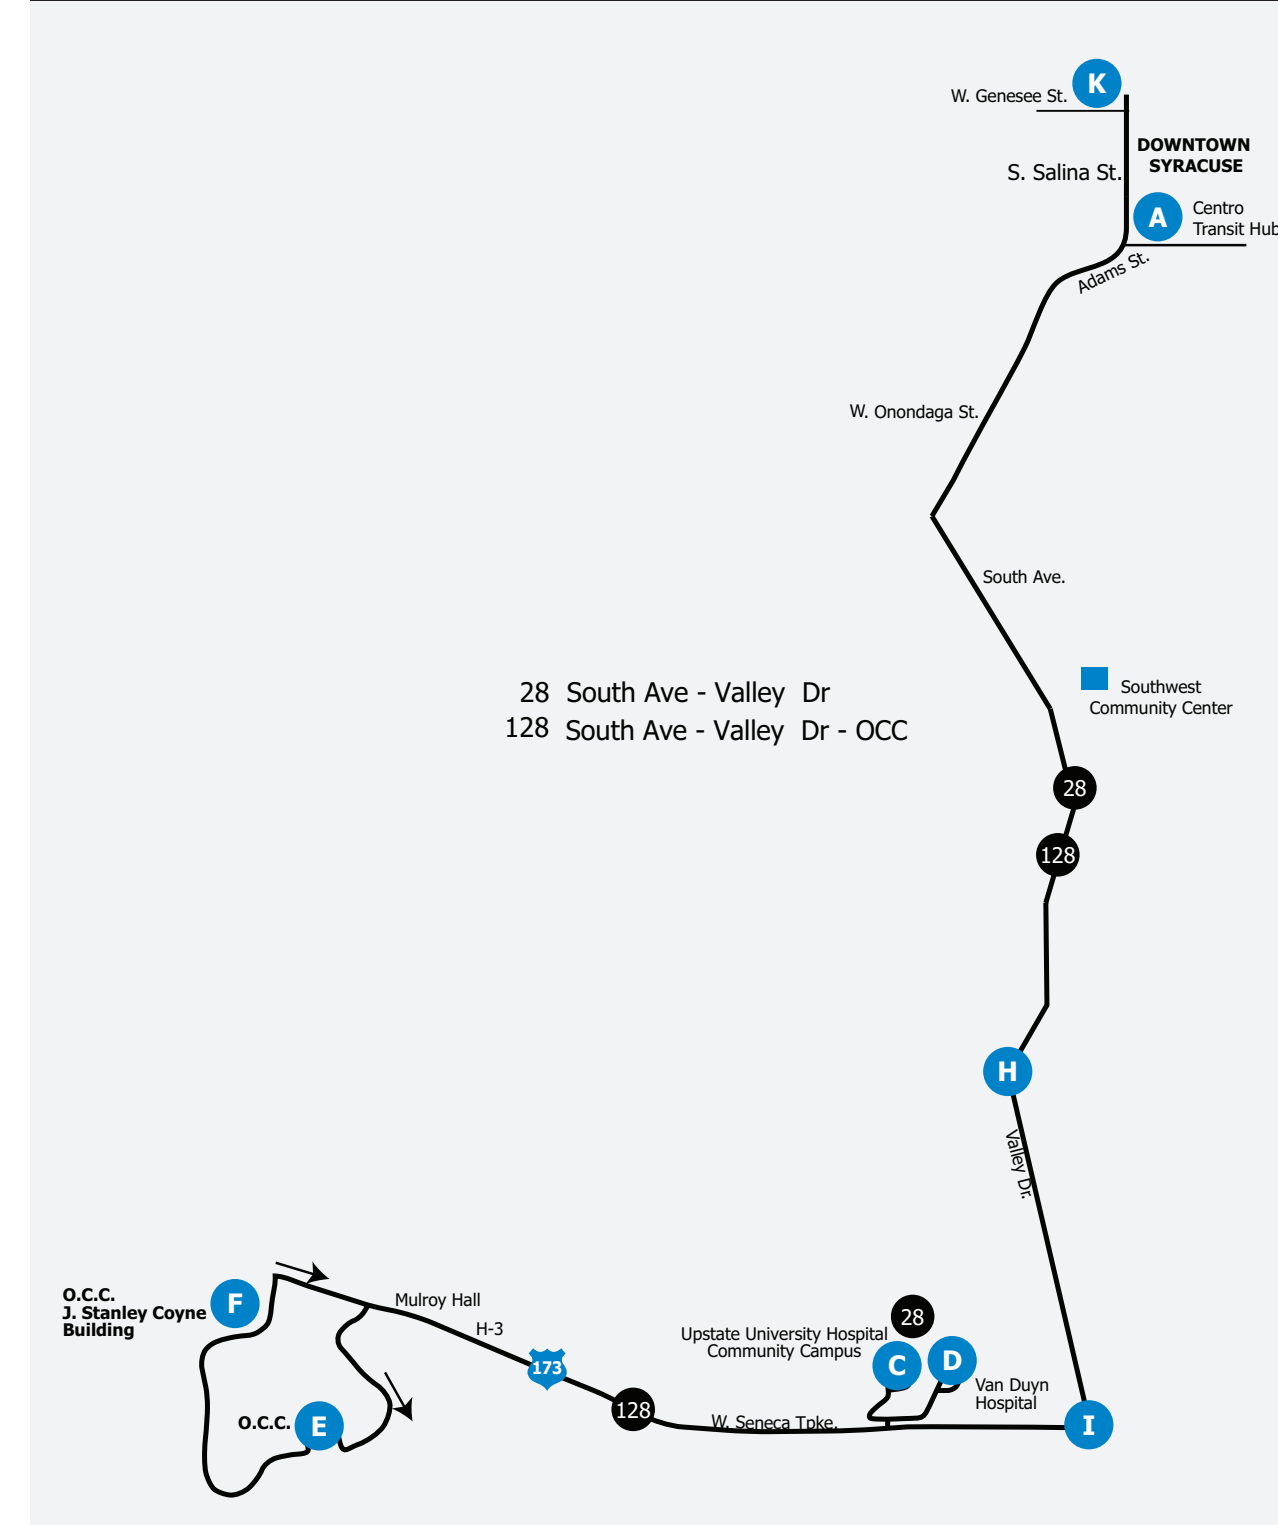 K
W. Genesee St.
DOWNTOWN
SYRACUSE
S. Salina St.
A
Centro
Transit Hub
Adams St.
W. Onondaga St.
South Ave.
Southwest
Community Center
28 South Ave - Valley Dr
128 South Ave - Valley Dr - OCC
28
128
H
Valley Dr.
O.C.C.
J. Stanley Coyne
Building
F
Mulroy Hall
H-3
173
28
Upstate University Hospital
Community Campus
C
D
Van Duyn
Hospital
128
W. Seneca Tpke.
I
O.C.C.
E